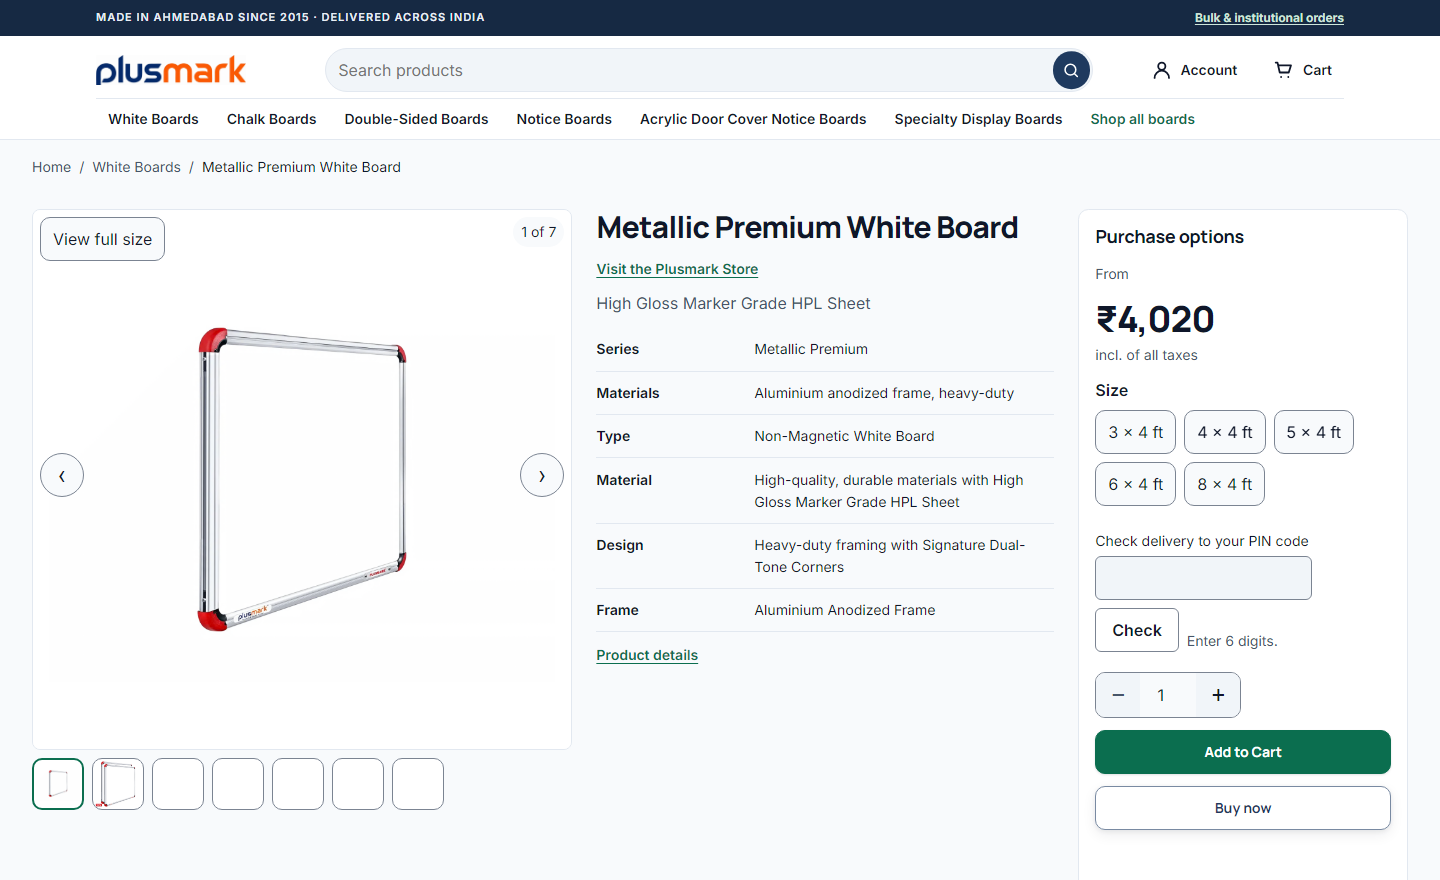 MADE IN AHMEDABAD SINCE 2015 · DELIVERED ACROSS INDIA
Bulk & institutional orders
plusmark
Search products
Account
Cart
White Boards
Chalk Boards
Double-Sided Boards
Notice Boards
Acrylic Door Cover Notice Boards
Specialty Display Boards
Shop all boards
Home / White Boards / Metallic Premium White Board
View full size
1 of 7
‹
›
plusmark
Metallic Premium White Board
Visit the Plusmark Store
High Gloss Marker Grade HPL Sheet
Series
Metallic Premium
Materials
Aluminium anodized frame, heavy-duty
Type
Non-Magnetic White Board
Material
High-quality, durable materials with High
Gloss Marker Grade HPL Sheet
Design
Heavy-duty framing with Signature Dual-
Tone Corners
Frame
Aluminium Anodized Frame
Product details
Purchase options
From
₹4,020
incl. of all taxes
Size
3 × 4 ft
4 × 4 ft
5 × 4 ft
6 × 4 ft
8 × 4 ft
Check delivery to your PIN code
Check
Enter 6 digits.
− 1 +
Add to Cart
Buy now